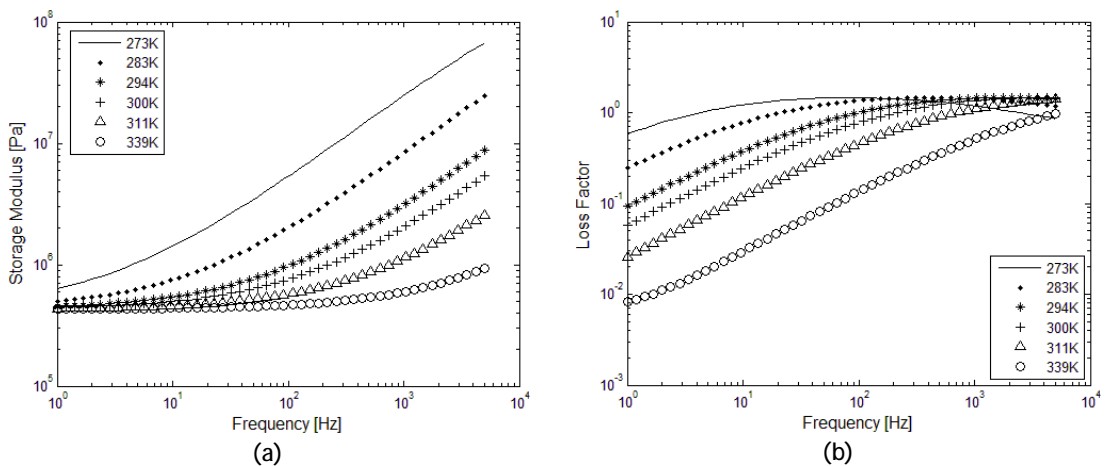 10^8
10^7
10^6
10^5
Storage Modulus [Pa]
273K
283K
294K
300K
311K
339K
10^0
10^1
10^2
10^3
10^4
Frequency [Hz]
(a)
10^1
10^0
10^-1
10^-2
10^-3
Loss Factor
273K
283K
294K
300K
311K
339K
10^0
10^1
10^2
10^3
10^4
Frequency [Hz]
(b)